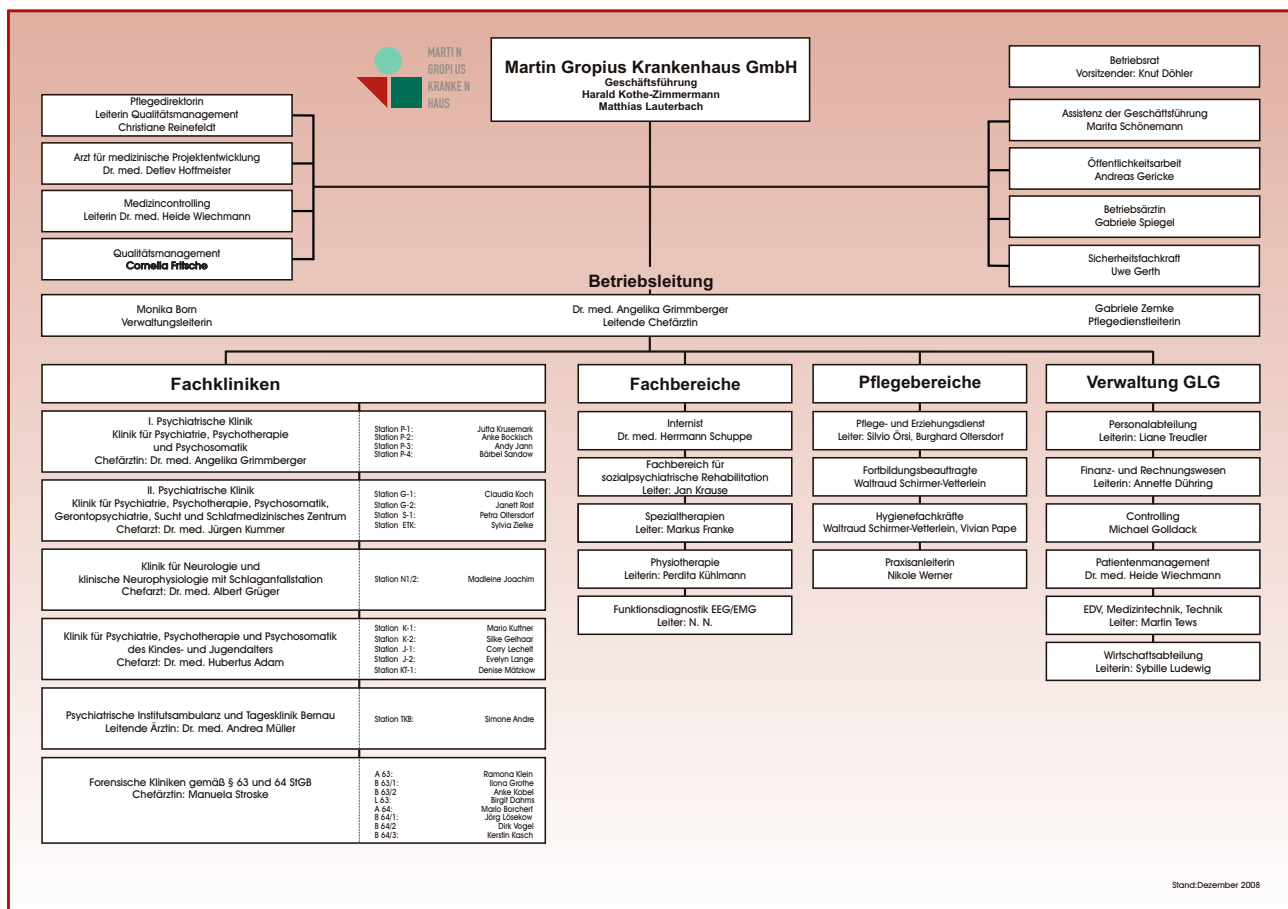 MARTIN
GROPIUS
KRANKEN
HAUS
Martin Gropius Krankenhaus GmbH
Geschäftsführung
Harald Kothe-Zimmermann
Matthias Lauterbach
Betriebsrat
Vorsitzender: Knut Döhler
Pflegedirektorin
Leiterin Qualitätsmanagement
Christiane Reinefeldt
Arzt für medizinische Projektentwicklung
Dr. med. Detlev Hoffmeister
Medizincontrolling
Leiterin Dr. med. Heide Wiechmann
Qualitätsmanagement
Cornelia Fritsche
Assistenz der Geschäftsführung
Marita Schönemann
Öffentlichkeitsarbeit
Andreas Gericke
Betriebsärztin
Gabriele Spiegel
Sicherheitsfachkraft
Uwe Gerth
Betriebsleitung
Monika Born
Verwaltungsleiterin
Dr. med. Angelika Grimmberger
Leitende Chefärztin
Gabriele Zemke
Pflegedienstleiterin
Fachkliniken
I. Psychiatrische Klinik
Klinik für Psychiatrie, Psychotherapie
und Psychosomatik
Chefärztin: Dr. med. Angelika Grimmberger
Station P-1: Jutta Krusemark
Station P-2: Anke Bockisch
Station P-3: Andy Jann
Station P-4: Bärbel Sandow
II. Psychiatrische Klinik
Klinik für Psychiatrie, Psychotherapie, Psychosomatik,
Gerontopsychiatrie, Sucht und Schlafmedizinisches Zentrum
Chefarzt: Dr. med. Jürgen Kummer
Station G-1: Claudia Koch
Station G-2: Janett Rost
Station S-1: Petra Oltersdorf
Station ETK: Sylvia Zielke
Klinik für Neurologie und
klinische Neurophysiologie mit Schlaganfallstation
Chefarzt: Dr. med. Albert Grüger
Station N1/2: Madleine Joachim
Klinik für Psychiatrie, Psychotherapie und Psychosomatik
des Kindes- und Jugendalters
Chefarzt: Dr. med. Hubertus Adam
Station K-1: Mario Kuttner
Station K-2: Silke Gelhaar
Station J-1: Corry Lechelt
Station J-2: Evelyn Lange
Station KT-1: Denise Mätzkow
Psychiatrische Institutsambulanz und Tagesklinik Bernau
Leitende Ärztin: Dr. med. Andrea Müller
Station TKB: Simone Andre
Forensische Kliniken gemäß § 63 und 64 StGB
Chefärztin: Manuela Stroske
A 63: Ramona Klein
B 63/1: Ilona Grothe
B 63/2 Anke Kobel
L 63: Birgit Dahms
A 64: Mario Borchert
B 64/1: Jörg Lösekow
B 64/2 Dirk Vogel
B 64/3: Kerstin Kasch
Fachbereiche
Internist
Dr. med. Herrmann Schuppe
Fachbereich für
sozialpsychiatrische Rehabilitation
Leiter: Jan Krause
Spezialtherapien
Leiter: Markus Franke
Physiotherapie
Leiterin: Perdita Kühlmann
Funktionsdiagnostik EEG/EMG
Leiter: N. N.
Pflegebereiche
Pflege- und Erziehungsdienst
Leiter: Silvio Örsi, Burghard Oltersdorf
Fortbildungsbeauftragte
Waltraud Schirmer-Vetterlein
Hygienefachkräfte
Waltraud Schirmer-Vetterlein, Vivian Pape
Praxisanleiterin
Nikole Werner
Verwaltung GLG
Personalabteilung
Leiterin: Liane Treudler
Finanz- und Rechnungswesen
Leiterin: Annette Dühring
Controlling
Michael Golldack
Patientenmanagement
Dr. med. Heide Wiechmann
EDV, Medizintechnik, Technik
Leiter: Martin Tews
Wirtschaftsabteilung
Leiterin: Sybille Ludewig
Stand:Dezember 2008